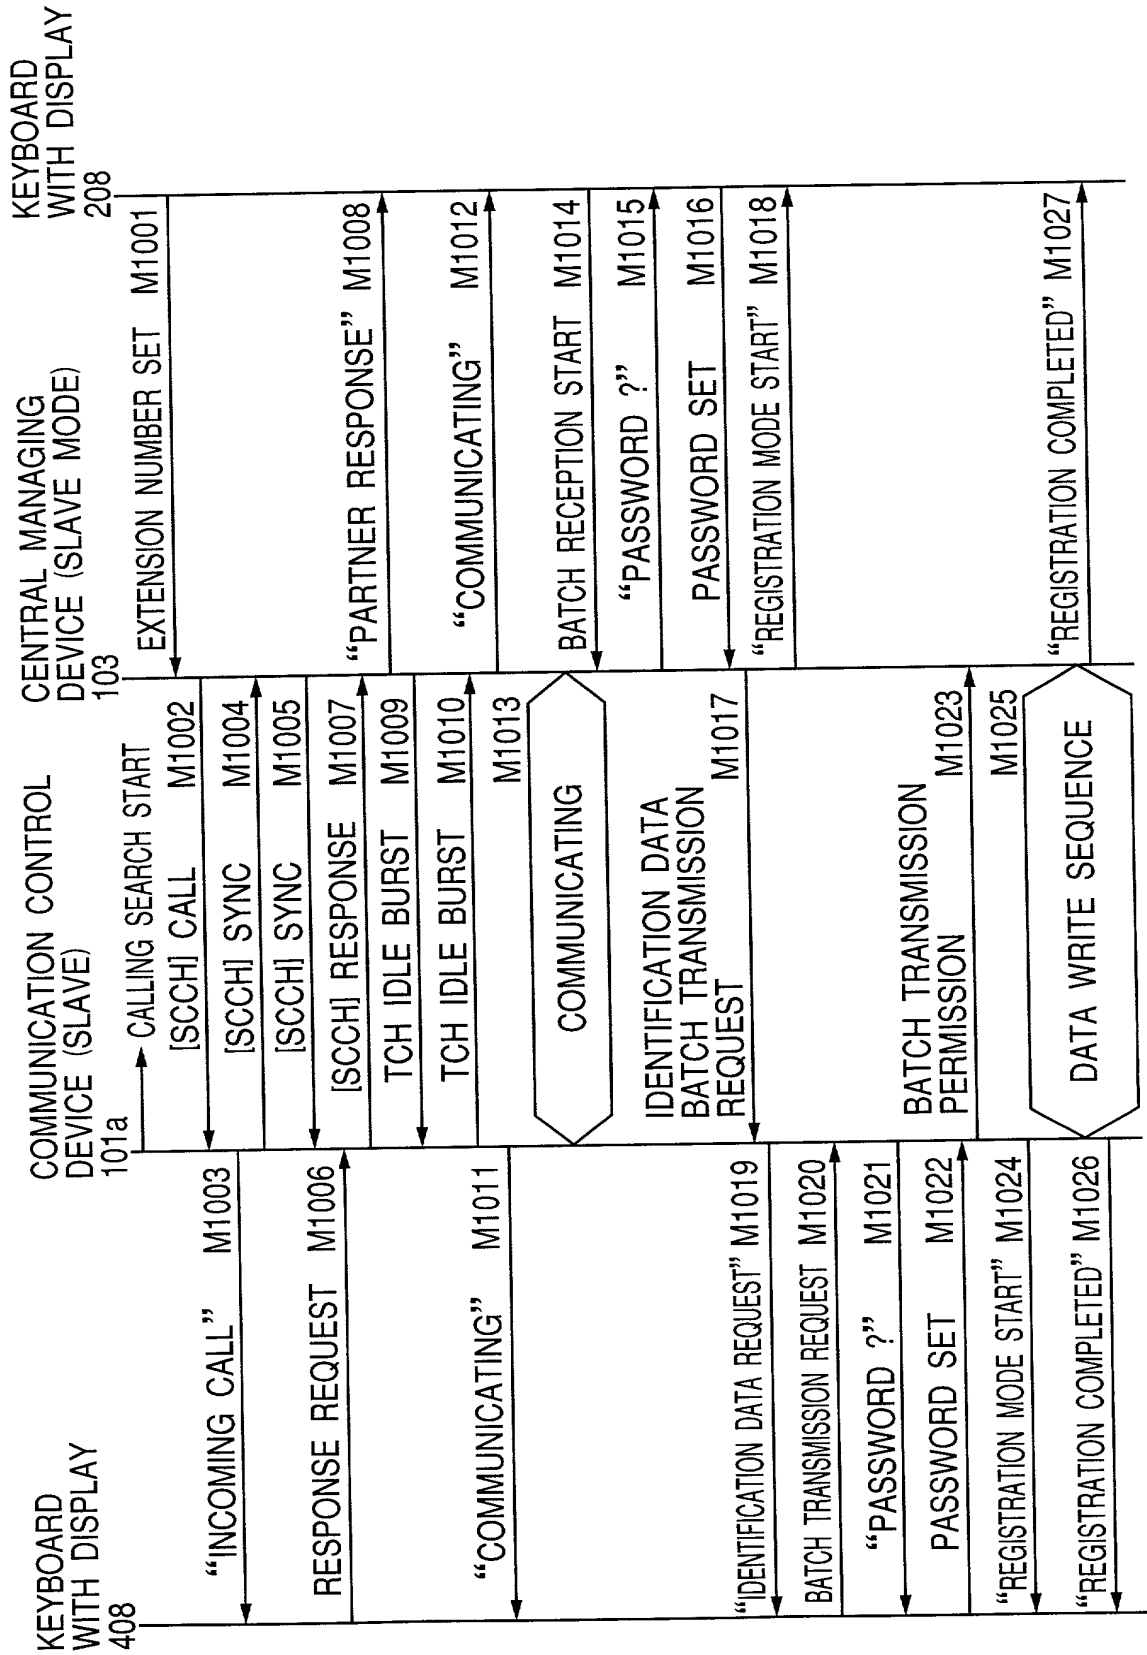 KEYBOARD
WITH DISPLAY
408
COMMUNICATION CONTROL
DEVICE (SLAVE)
101a
CENTRAL MANAGING
DEVICE (SLAVE MODE)
103
KEYBOARD
WITH DISPLAY
208
CALLING SEARCH START
EXTENSION NUMBER SET M1001
[SCCH] CALL M1002
“INCOMING CALL” M1003
[SCCH] SYNC M1004
[SCCH] SYNC M1005
RESPONSE REQUEST M1006
[SCCH] RESPONSE M1007
“PARTNER RESPONSE” M1008
TCH IDLE BURST M1009
TCH IDLE BURST M1010
“COMMUNICATING” M1011
“COMMUNICATING” M1012
M1013
COMMUNICATING
BATCH RECEPTION START M1014
“PASSWORD ?” M1015
PASSWORD SET M1016
IDENTIFICATION DATA
BATCH TRANSMISSION
REQUEST M1017
“REGISTRATION MODE START” M1018
“IDENTIFICATION DATA REQUEST” M1019
BATCH TRANSMISSION REQUEST M1020
“PASSWORD ?” M1021
PASSWORD SET M1022
BATCH TRANSMISSION
PERMISSION M1023
“REGISTRATION MODE START” M1024
M1025
DATA WRITE SEQUENCE
“REGISTRATION COMPLETED” M1026
“REGISTRATION COMPLETED” M1027